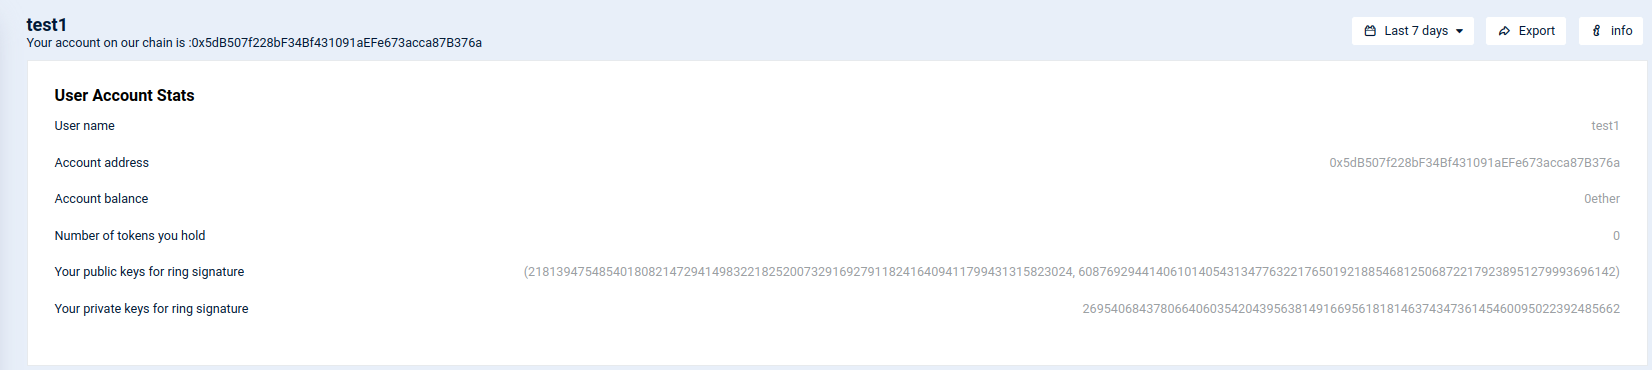 test1
Your account on our chain is :0x5dB507f228bF34Bf431091aEFe673acca87B376a
Last 7 days
Export
info
User Account Stats
User name test1
Account address 0x5dB507f228bF34Bf431091aEFe673acca87B376a
Account balance 0ether
Number of tokens you hold 0
Your public keys for ring signature (21813947548540180821472941498322182520073291692791182416409411799431315823024, 60876929441406101405431347763221765019218854681250687221792389512799936961​42)
Your private keys for ring signature 26954068437806640603542043956381491669561818146374347361454600950223924​85662